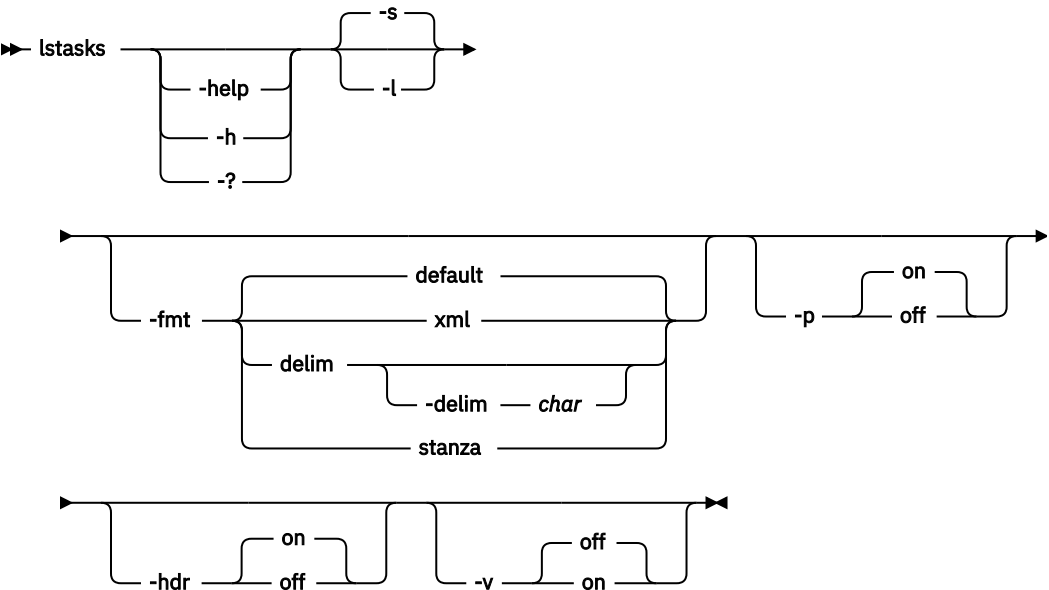 -s
lstasks
-help
-l
-h
-?
default
on
-fmt
xml
-p
off
delim
-delim char
stanza
on
off
-hdr
off
-v
on